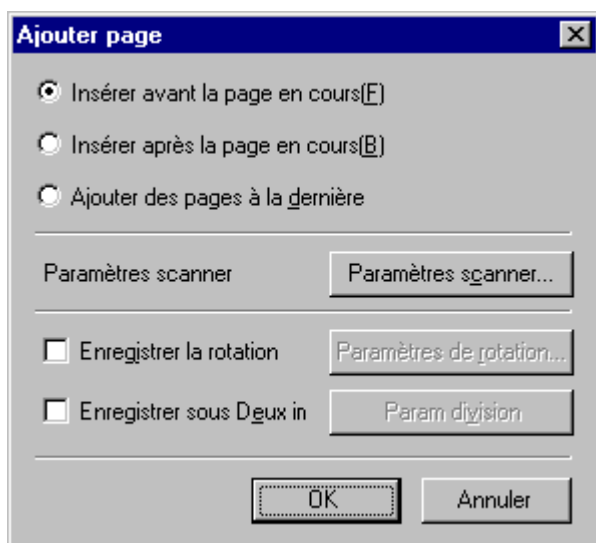 Ajouter page
Insérer avant la page en cours(F)
Insérer après la page en cours(B)
Ajouter des pages à la dernière
Paramètres scanner Paramètres scanner...
Enregistrer la rotation Paramètres de rotation...
Enregistrer sous Deux in Param division
OK Annuler